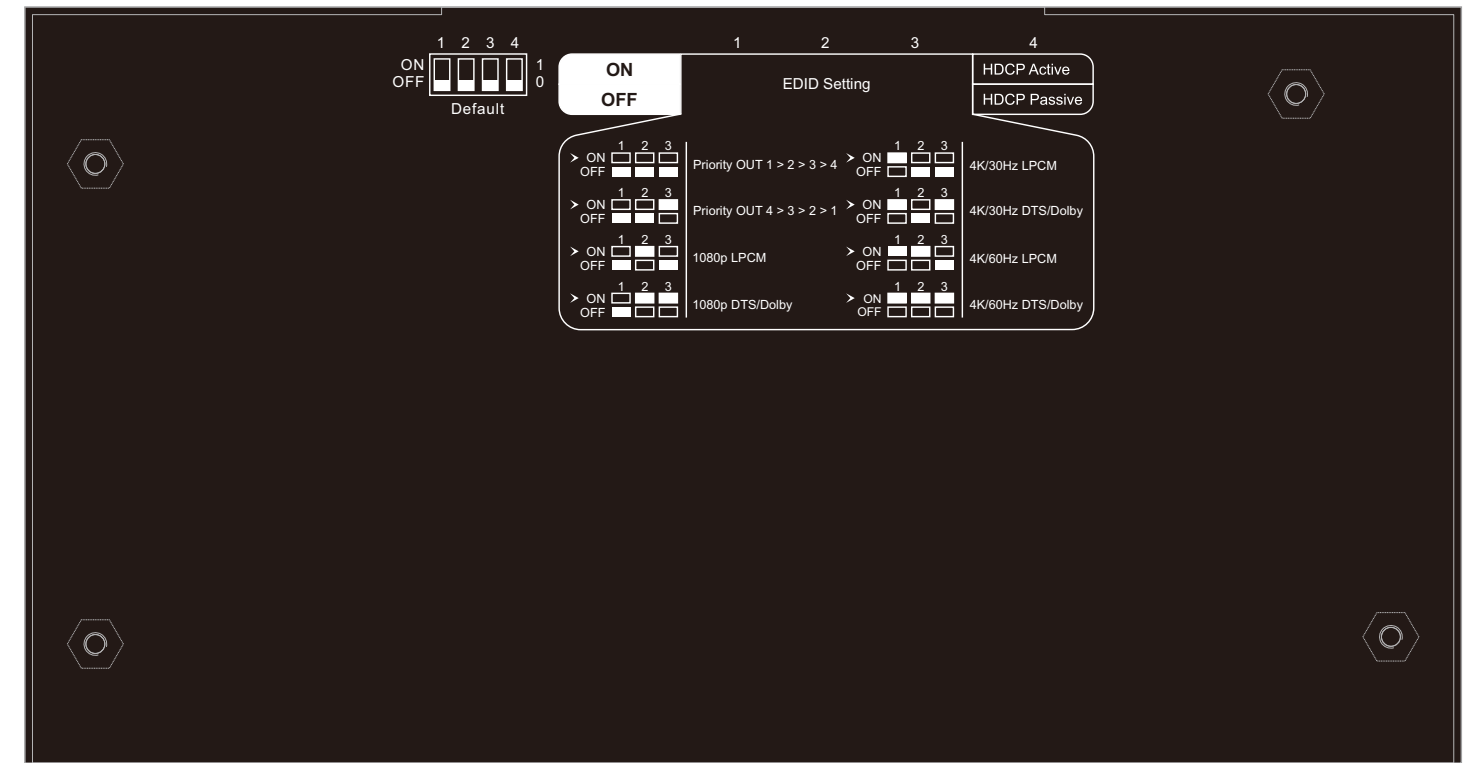 1 2 3 4
ON 1
OFF 0
Default
1 2 3 4
ON EDID Setting HDCP Active
OFF HDCP Passive
1 2 3
ON
OFF
Priority OUT 1 > 2 > 3 > 4
1 2 3
ON
OFF
4K/30Hz LPCM
1 2 3
ON
OFF
Priority OUT 4 > 3 > 2 > 1
1 2 3
ON
OFF
4K/30Hz DTS/Dolby
1 2 3
ON
OFF
1080p LPCM
1 2 3
ON
OFF
4K/60Hz LPCM
1 2 3
ON
OFF
1080p DTS/Dolby
1 2 3
ON
OFF
4K/60Hz DTS/Dolby